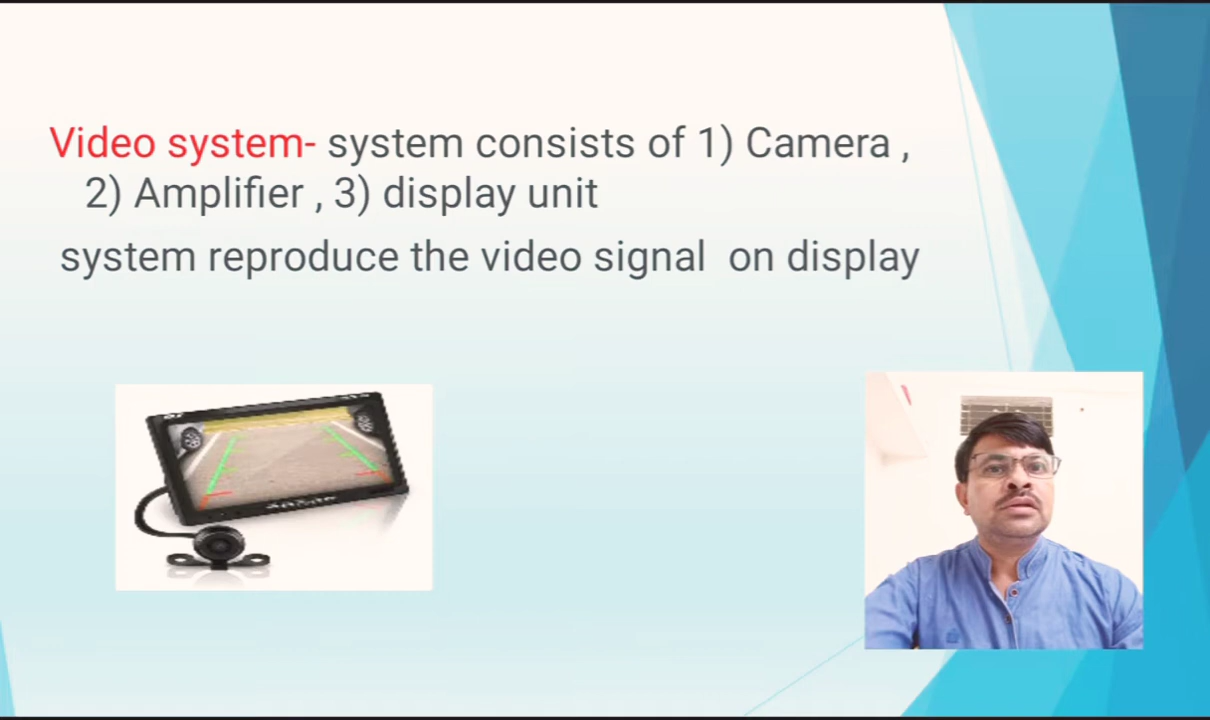 Video system- system consists of 1) Camera ,
2) Amplifier , 3) display unit
system reproduce the video signal  on display